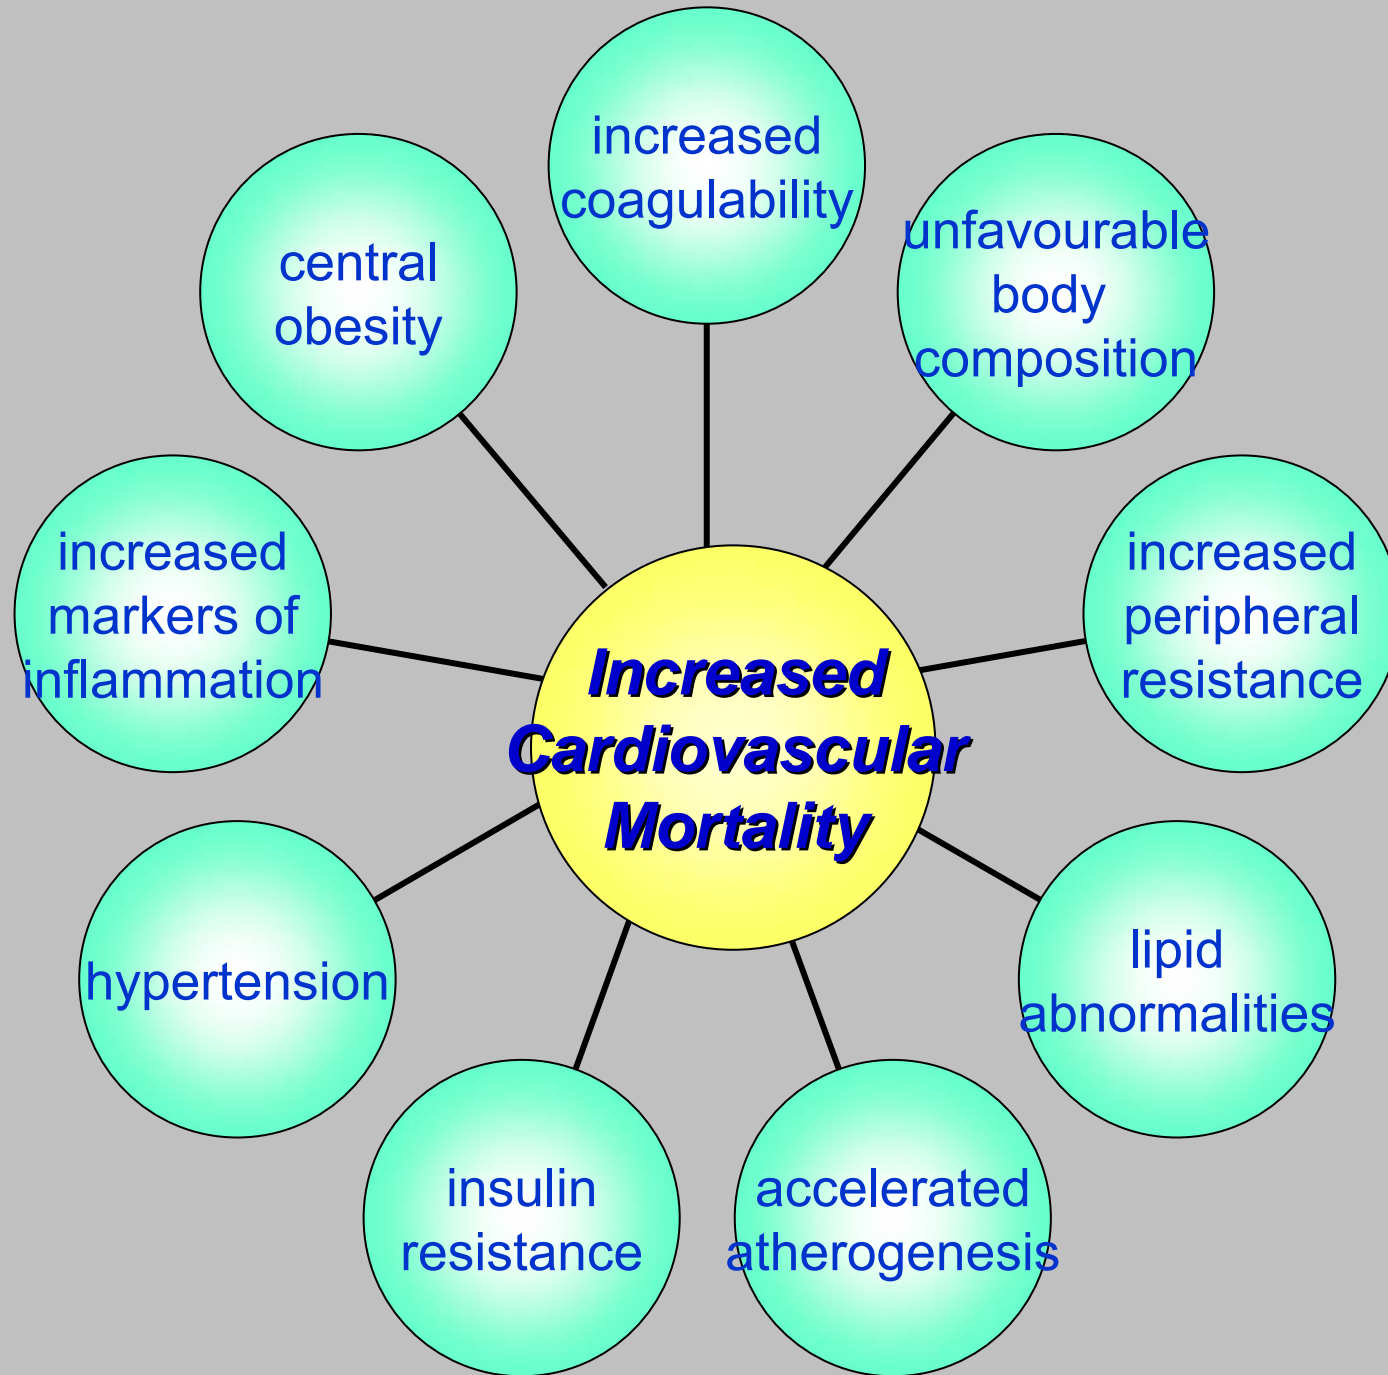 increased
coagulability
unfavourable
body
composition
increased
peripheral
resistance
lipid
abnormalities
accelerated
atherogenesis
insulin
resistance
hypertension
increased
markers of
inflammation
central
obesity
Increased
Cardiovascular
Mortality